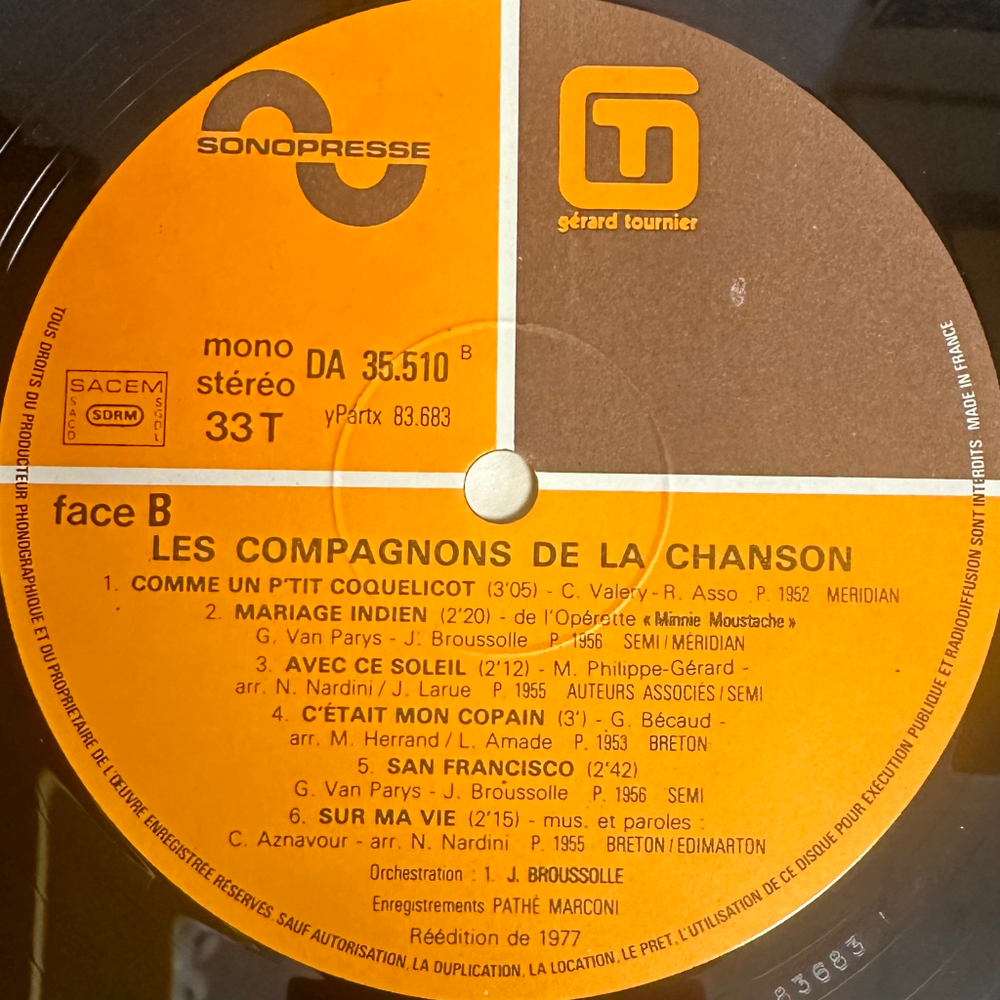 SONOPRESSE
GT
gérard tournier
mono
stéréo
33 T
DA 35.510 B
yPartx 83.683
SACEM
SACD
SDRM
SGDL
face B
LES COMPAGNONS DE LA CHANSON
1. COMME UN P'TIT COQUELICOT (3'05) - C. Valery - R. Asso P. 1952 MERIDIAN
2. MARIAGE INDIEN (2'20) - de l'Opérette « Minnie Moustache »
G. Van Parys - J. Broussolle P. 1956 SEMI / MÉRIDIAN
3. AVEC CE SOLEIL (2'12) - M. Philippe-Gérard -
arr. N. Nardini / J. Larue P. 1955 AUTEURS ASSOCIÉS / SEMI
4. C'ÉTAIT MON COPAIN (3') - G. Bécaud -
arr. M. Herrand / L. Amade P. 1953 BRETON
5. SAN FRANCISCO (2'42)
G. Van Parys - J. Broussolle P. 1956 SEMI
6. SUR MA VIE (2'15) - mus. et paroles :
C. Aznavour - arr. N. Nardini P. 1955 BRETON / EDIMARTON
Orchestration : 1. J. BROUSSOLLE
Enregistrements PATHÉ MARCONI
Réédition de 1977
TOUS DROITS DU PRODUCTEUR PHONOGRAPHIQUE ET DU PROPRIETAIRE DE L'ŒUVRE ENREGISTRÉE RÉSERVÉS. SAUF AUTORISATION, LA DUPLICATION, LA LOCATION, LE PRET, L'UTILISATION DE CE DISQUE POUR EXECUTION PUBLIQUE ET RADIODIFFUSION SONT INTERDITS MADE IN FRANCE
83683